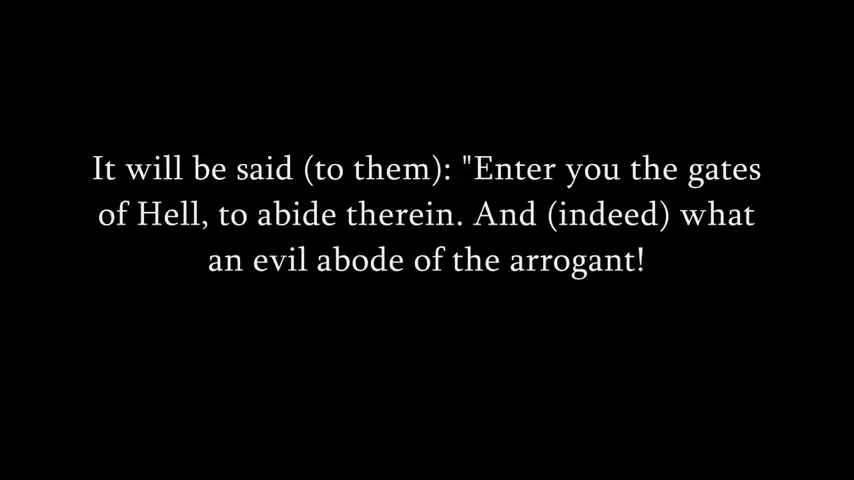 It will be said (to them): "Enter you the gates
of Hell, to abide therein. And (indeed) what
an evil abode of the arrogant!